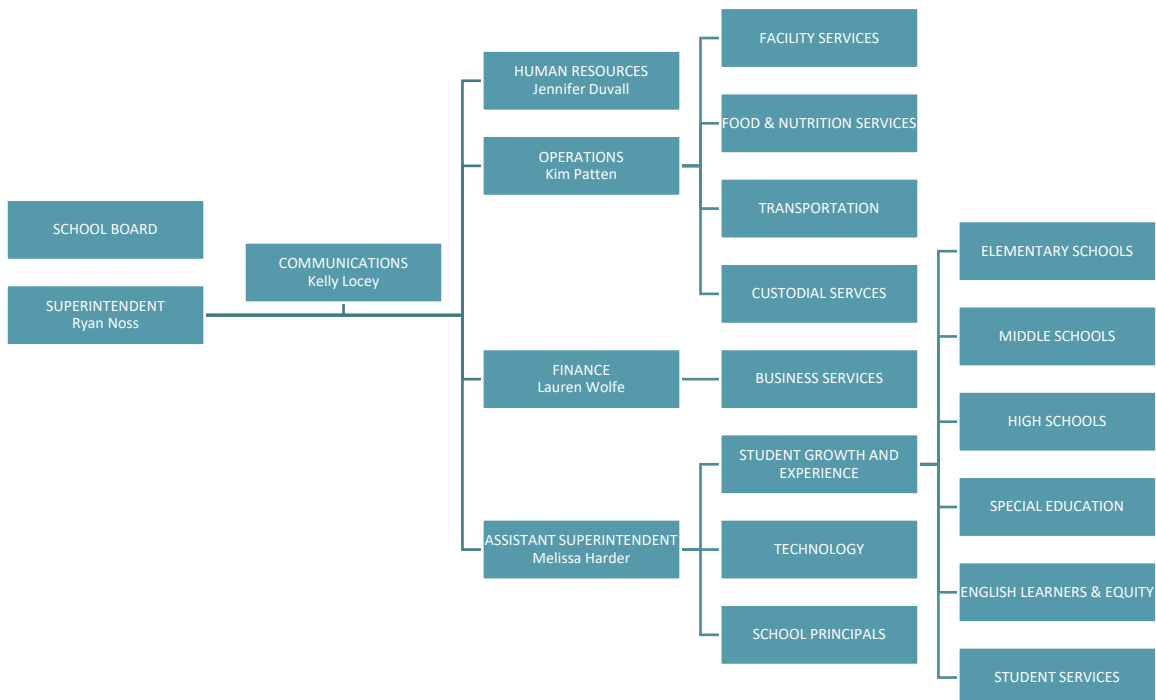 SCHOOL BOARD
SUPERINTENDENT
Ryan Noss
COMMUNICATIONS
Kelly Locey
HUMAN RESOURCES
Jennifer Duvall
OPERATIONS
Kim Patten
FINANCE
Lauren Wolfe
ASSISTANT SUPERINTENDENT
Melissa Harder
FACILITY SERVICES
FOOD & NUTRITION SERVICES
TRANSPORTATION
CUSTODIAL SERVCES
BUSINESS SERVICES
STUDENT GROWTH AND
EXPERIENCE
TECHNOLOGY
SCHOOL PRINCIPALS
ELEMENTARY SCHOOLS
MIDDLE SCHOOLS
HIGH SCHOOLS
SPECIAL EDUCATION
ENGLISH LEARNERS & EQUITY
STUDENT SERVICES